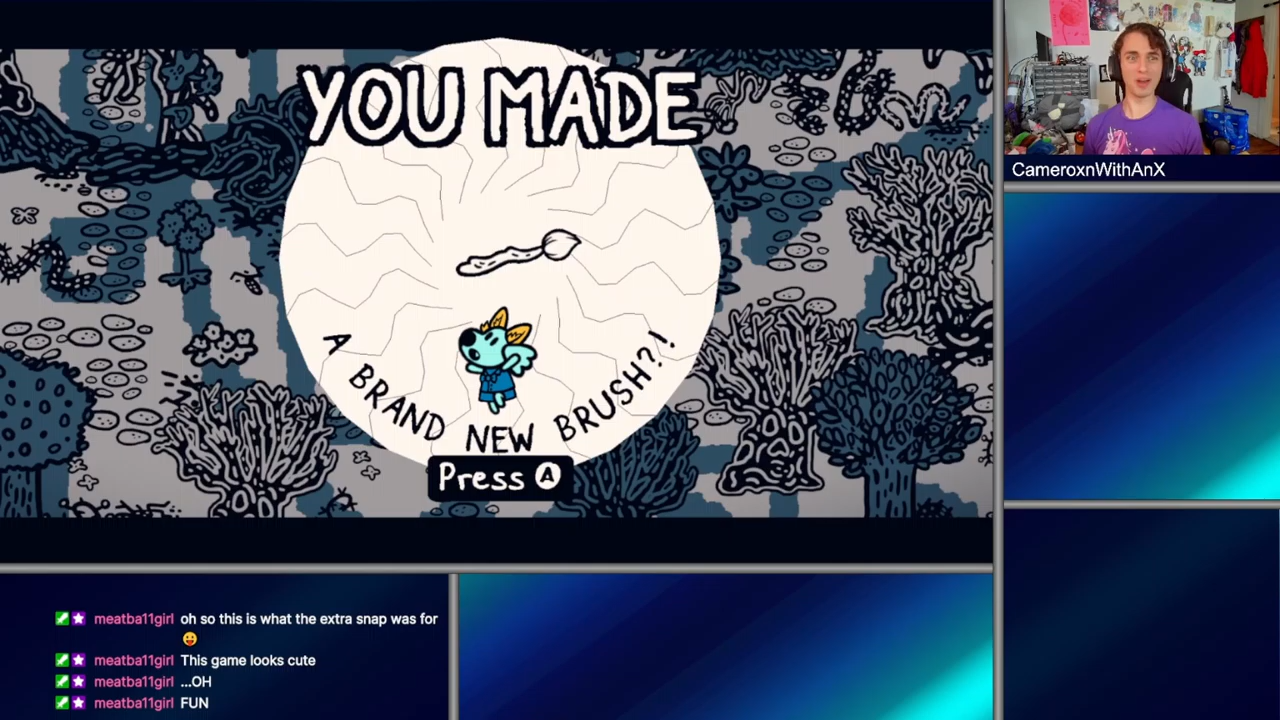 YOU MADE
A BRAND NEW BRUSH?!
Press A
CameroxnWithAnX
meatba11girl oh so this is what the extra snap was for
😛
meatba11girl This game looks cute
meatba11girl ...OH
meatba11girl FUN